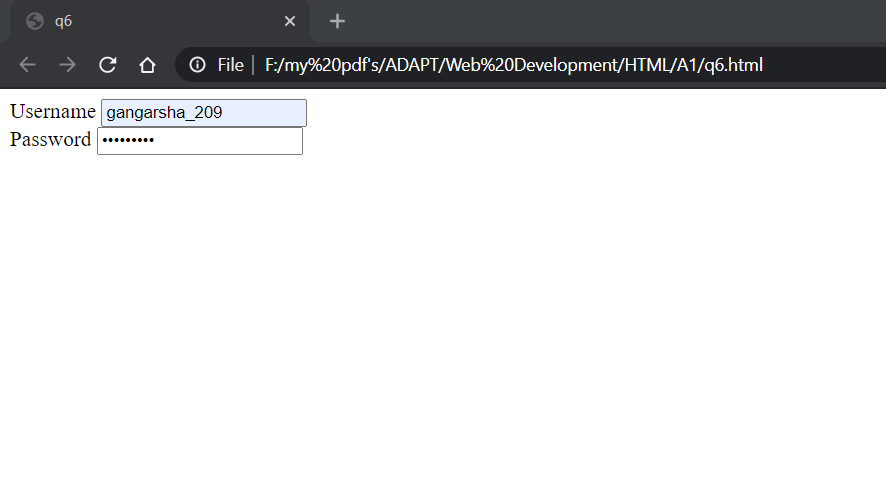 q6
File F:/my%20pdf's/ADAPT/Web%20Development/HTML/A1/q6.html
Username gangarsha_209
Password •••••••••